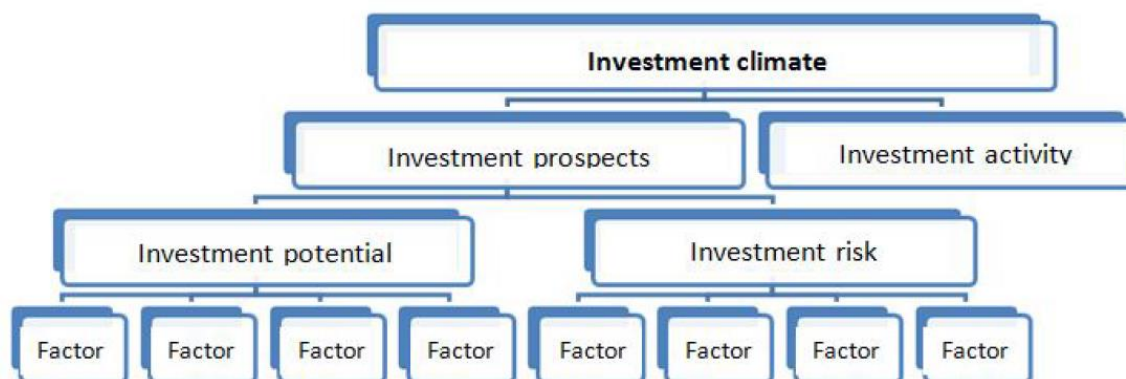 Investment climate
Investment prospects
Investment activity
Investment potential
Investment risk
Factor
Factor
Factor
Factor
Factor
Factor
Factor
Factor